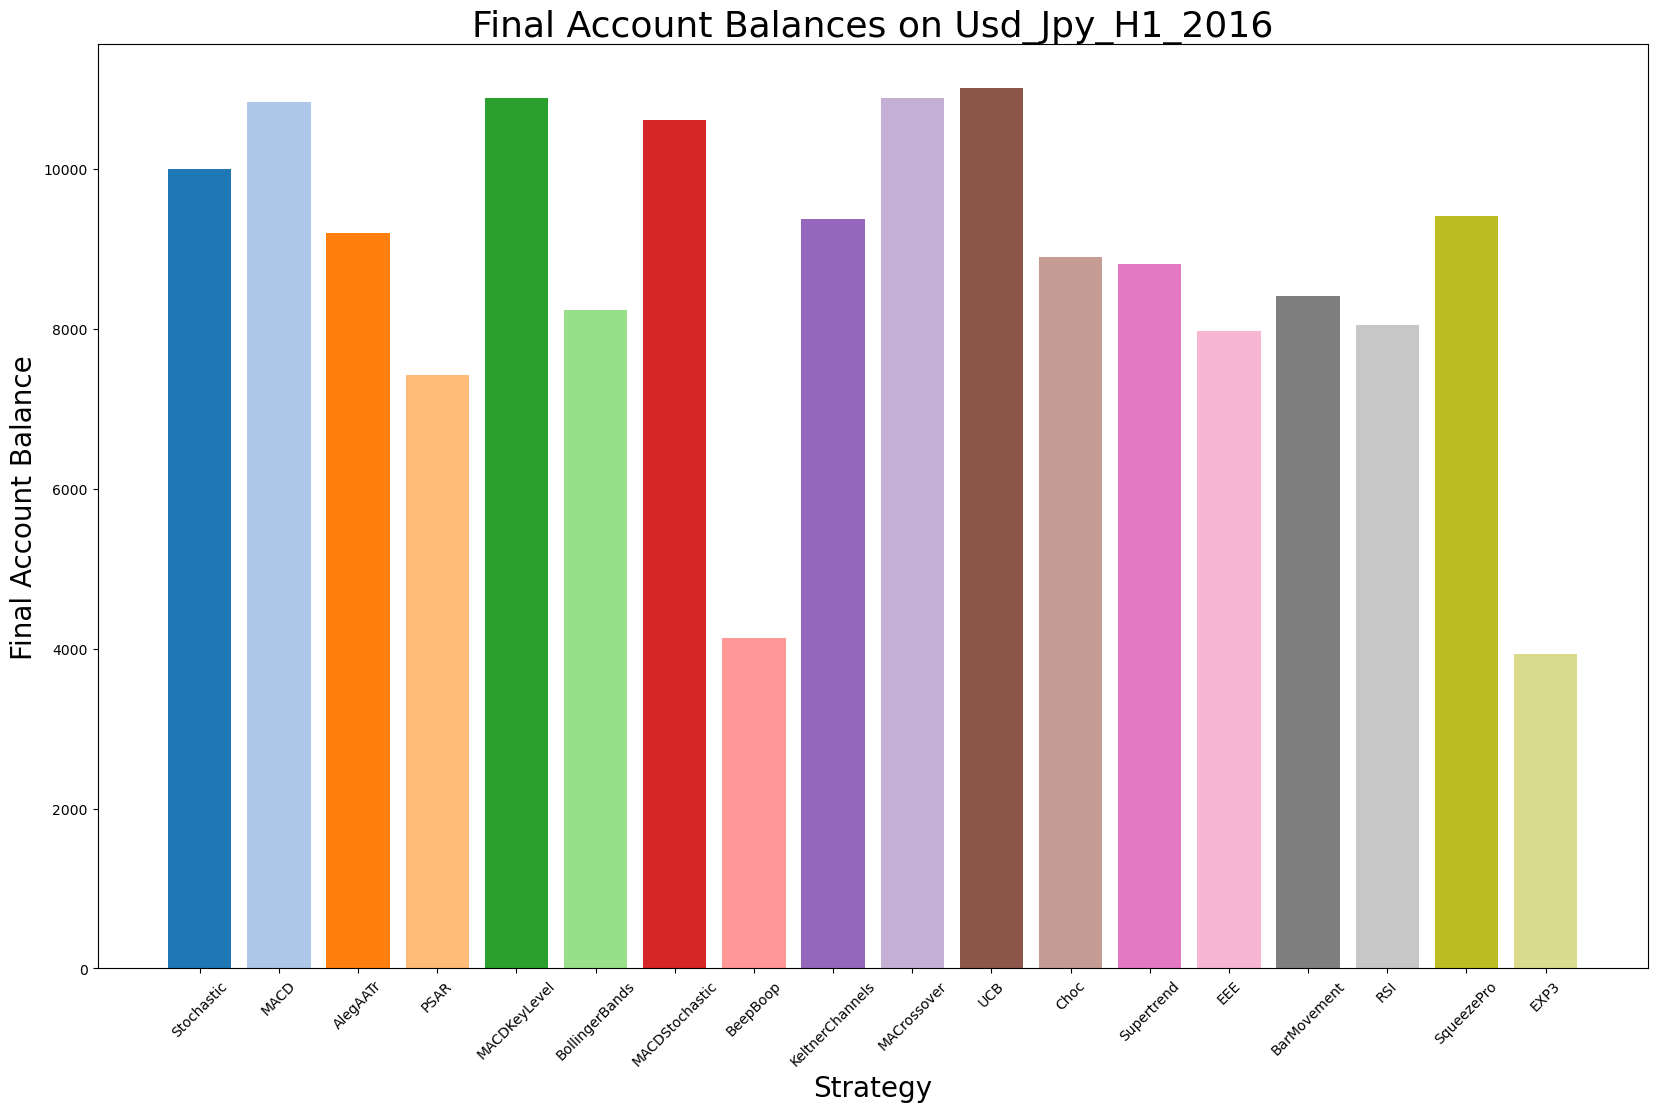 Final Account Balances on Usd_Jpy_H1_2016
Final Account Balance
10000
8000
6000
4000
2000
0
Stochastic
MACD
AlegAATr
PSAR
MACDKeyLevel
BollingerBands
MACDStochastic
BeepBoop
KeltnerChannels
MACrossover
UCB
Choc
Supertrend
EEE
BarMovement
RSI
SqueezePro
EXP3
Strategy